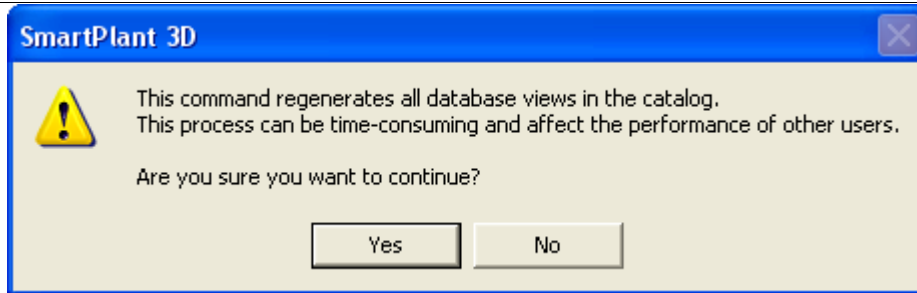 SmartPlant 3D
This command regenerates all database views in the catalog.
This process can be time-consuming and affect the performance of other users.
Are you sure you want to continue?
Yes No